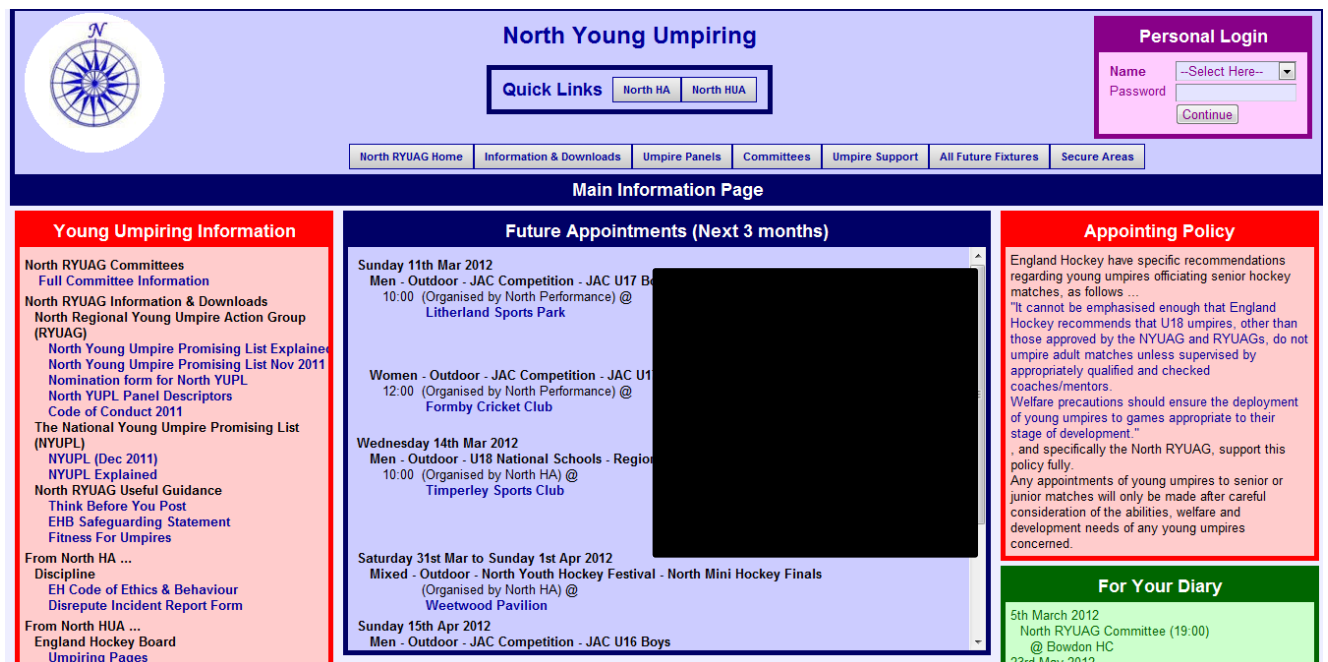 N
North Young Umpiring
Quick Links North HA North HUA
Personal Login
Name --Select Here--
Password
Continue
North RYUAG Home Information & Downloads Umpire Panels Committees Umpire Support All Future Fixtures Secure Areas
Main Information Page
Young Umpiring Information
North RYUAG Committees
Full Committee Information
North RYUAG Information & Downloads
North Regional Young Umpire Action Group
(RYUAG)
North Young Umpire Promising List Explained
North Young Umpire Promising List Nov 2011
Nomination form for North YUPL
North YUPL Panel Descriptors
Code of Conduct 2011
The National Young Umpire Promising List
(NYUPL)
NYUPL (Dec 2011)
NYUPL Explained
North RYUAG Useful Guidance
Think Before You Post
EHB Safeguarding Statement
Fitness For Umpires
From North HA ...
Discipline
EH Code of Ethics & Behaviour
Disrepute Incident Report Form
From North HUA ...
England Hockey Board
Umpiring Pages
Future Appointments (Next 3 months)
Sunday 11th Mar 2012
Men - Outdoor - JAC Competition - JAC U17
10:00 (Organised by North Performance) @
Litherland Sports Park
Women - Outdoor - JAC Competition - JAC
12:00 (Organised by North Performance) @
Formby Cricket Club
Wednesday 14th Mar 2012
Men - Outdoor - U18 National Schools -
10:00 (Organised by North HA) @
Timperley Sports Club
Saturday 31st Mar to Sunday 1st Apr 2012
Mixed - Outdoor - North Youth Hockey Festival - North Mini Hockey Finals
(Organised by North HA) @
Weetwood Pavilion
Sunday 15th Apr 2012
Men - Outdoor - JAC Competition - JAC U16 Boys
Appointing Policy
England Hockey have specific recommendations
regarding young umpires officiating senior hockey
matches, as follows ...
"It cannot be emphasised enough that England
Hockey recommends that U18 umpires, other than
those approved by the NYUAG and RYUAGs, do not
umpire adult matches unless supervised by
appropriately qualified and checked
coaches/mentors.
Welfare precautions should ensure the deployment
of young umpires to games appropriate to their
stage of development."
, and specifically the North RYUAG, support this
policy fully.
Any appointments of young umpires to senior or
junior matches will only be made after careful
consideration of the abilities, welfare and
development needs of any young umpires
concerned.
For Your Diary
5th March 2012
North RYUAG Committee (19:00)
@ Bowdon HC
23rd May 2012